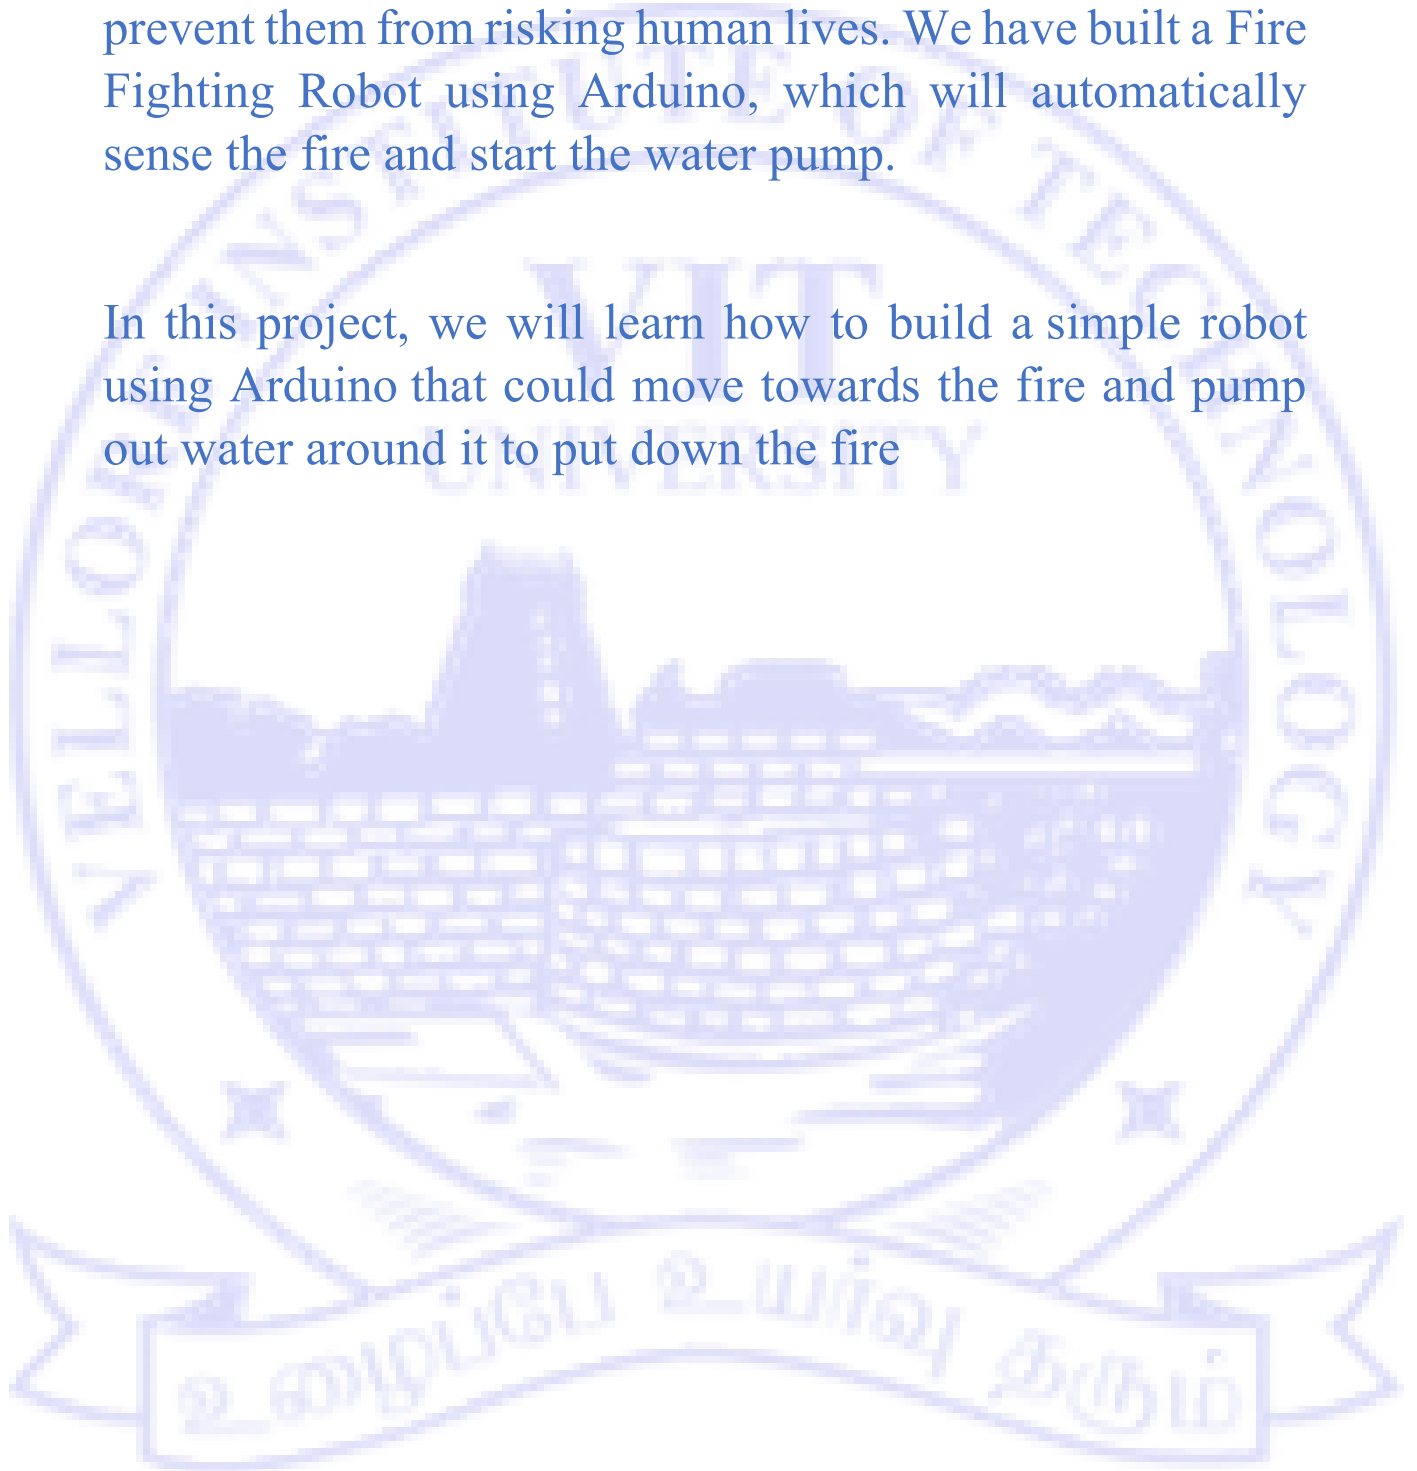 prevent them from risking human lives. We have built a Fire
Fighting Robot using Arduino, which will automatically
sense the fire and start the water pump.
In this project, we will learn how to build a simple robot
using Arduino that could move towards the fire and pump
out water around it to put down the fire
VELLORE INSTITUTE OF TECHNOLOGY
VIT
UNIVERSITY
உழைப்பே உயர்வு தரும்